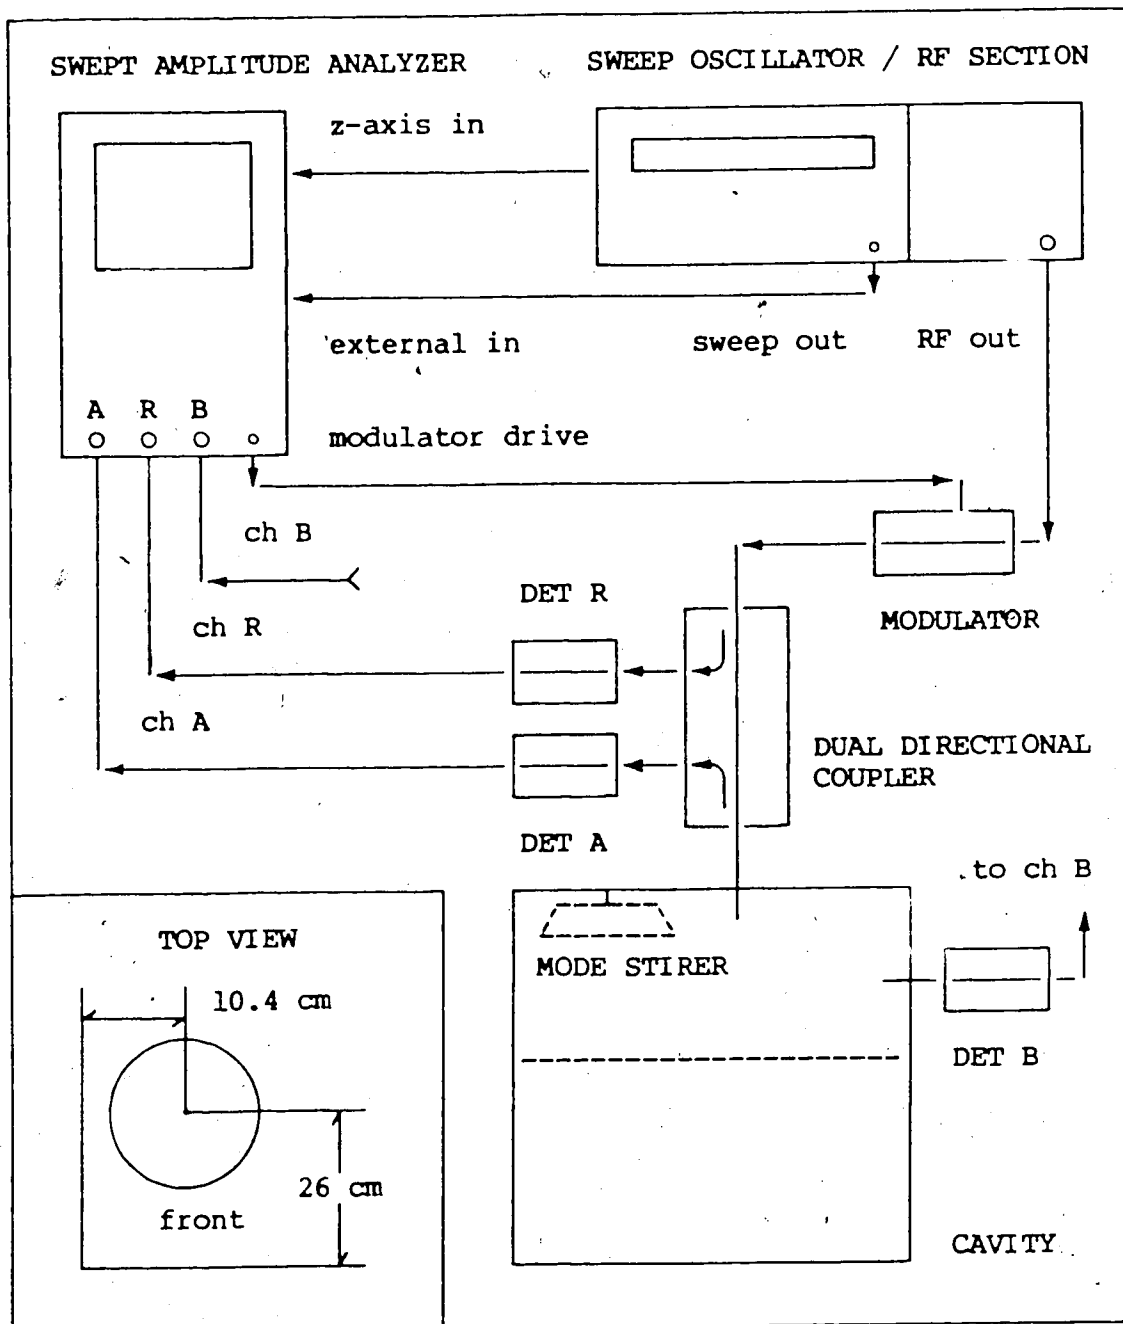 SWEPT AMPLITUDE ANALYZER
SWEEP OSCILLATOR / RF SECTION
z-axis in
external in
sweep out
RF out
A R B
modulator drive
ch B
ch R
ch A
DET R
DET A
MODULATOR
DUAL DIRECTIONAL
COUPLER
to ch B
MODE STIRER
DET B
CAVITY
TOP VIEW
10.4 cm
26 cm
front